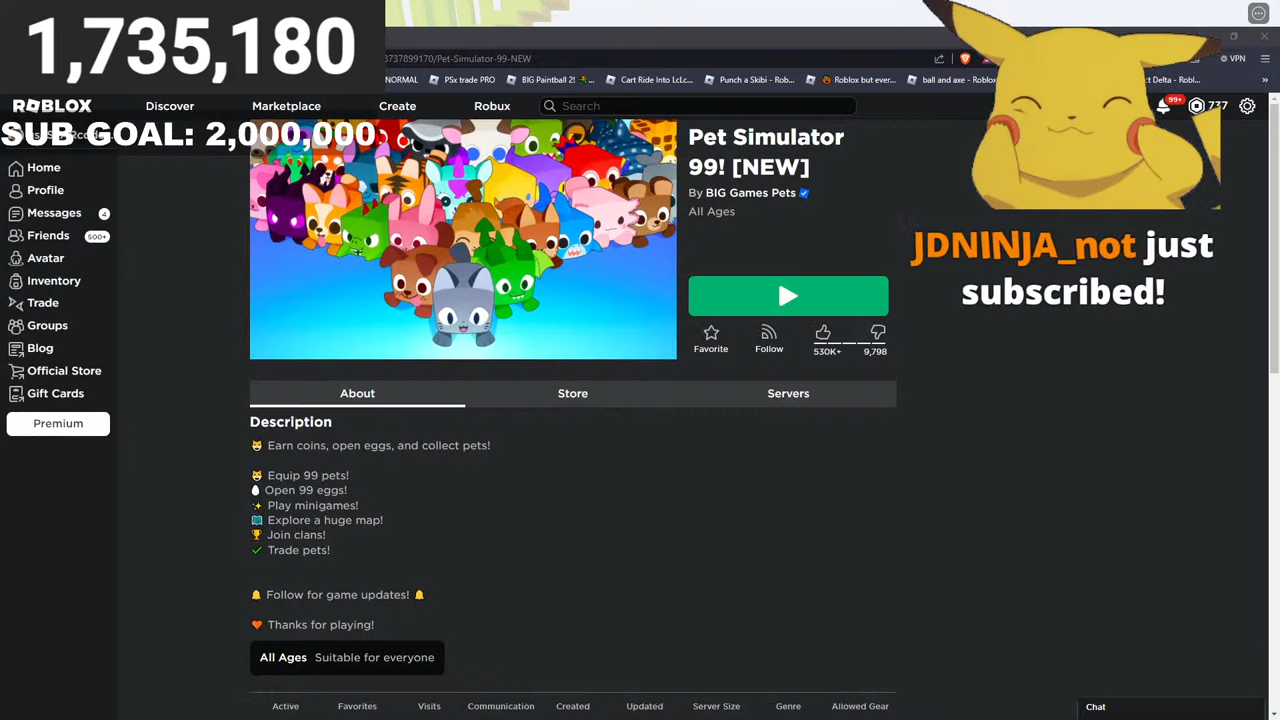 1,735,180
SUB GOAL: 2,000,000
3737899170/Pet-Simulator-99-NEW
VPN
NORMAL
PSx trade PRO
BIG Paintball 2!
Cart Ride Into LcLc...
Punch a Skibi - Rob...
Roblox but ever...
ball and axe - Roblo
ct Delta - Robl...
ROBLOX
Discover
Marketplace
Create
Robux
Search
99+
737
Home
Profile
Messages 4
Friends 500+
Avatar
Inventory
Trade
Groups
Blog
Official Store
Gift Cards
Premium
Pet Simulator
99! [NEW]
By BIG Games Pets
All Ages
Favorite
Follow
530K+
9,798
JDNINJA_not just
subscribed!
About
Store
Servers
Description
Earn coins, open eggs, and collect pets!
Equip 99 pets!
Open 99 eggs!
Play minigames!
Explore a huge map!
Join clans!
Trade pets!
Follow for game updates!
Thanks for playing!
All Ages Suitable for everyone
Active
Favorites
Visits
Communication
Created
Updated
Server Size
Genre
Allowed Gear
Chat